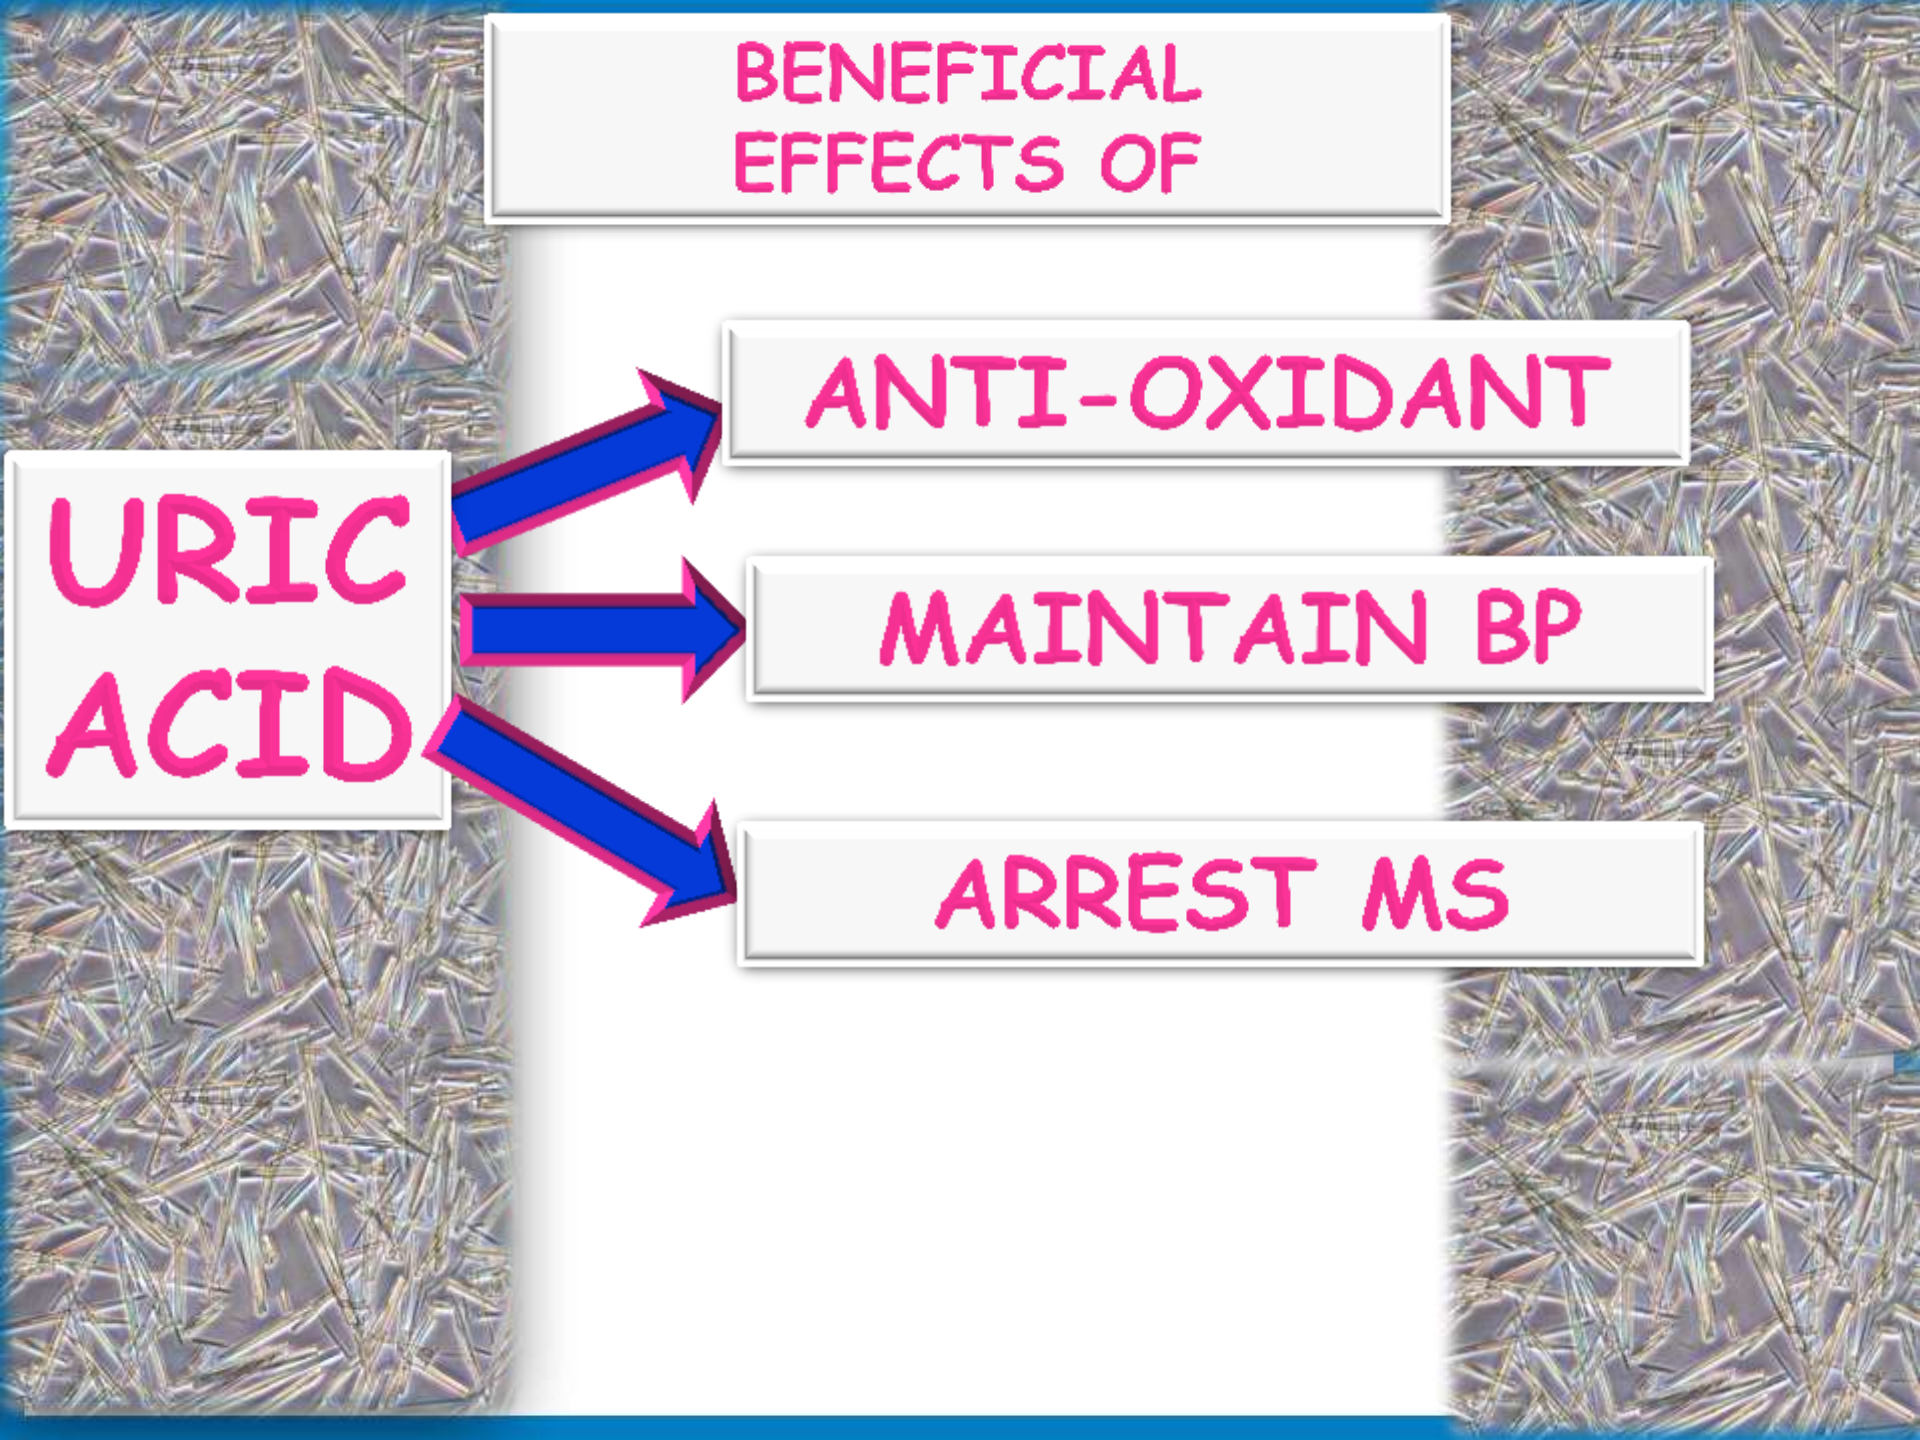 BENEFICIAL
EFFECTS OF
ANTI-OXIDANT
URIC
ACID
MAINTAIN BP
ARREST MS